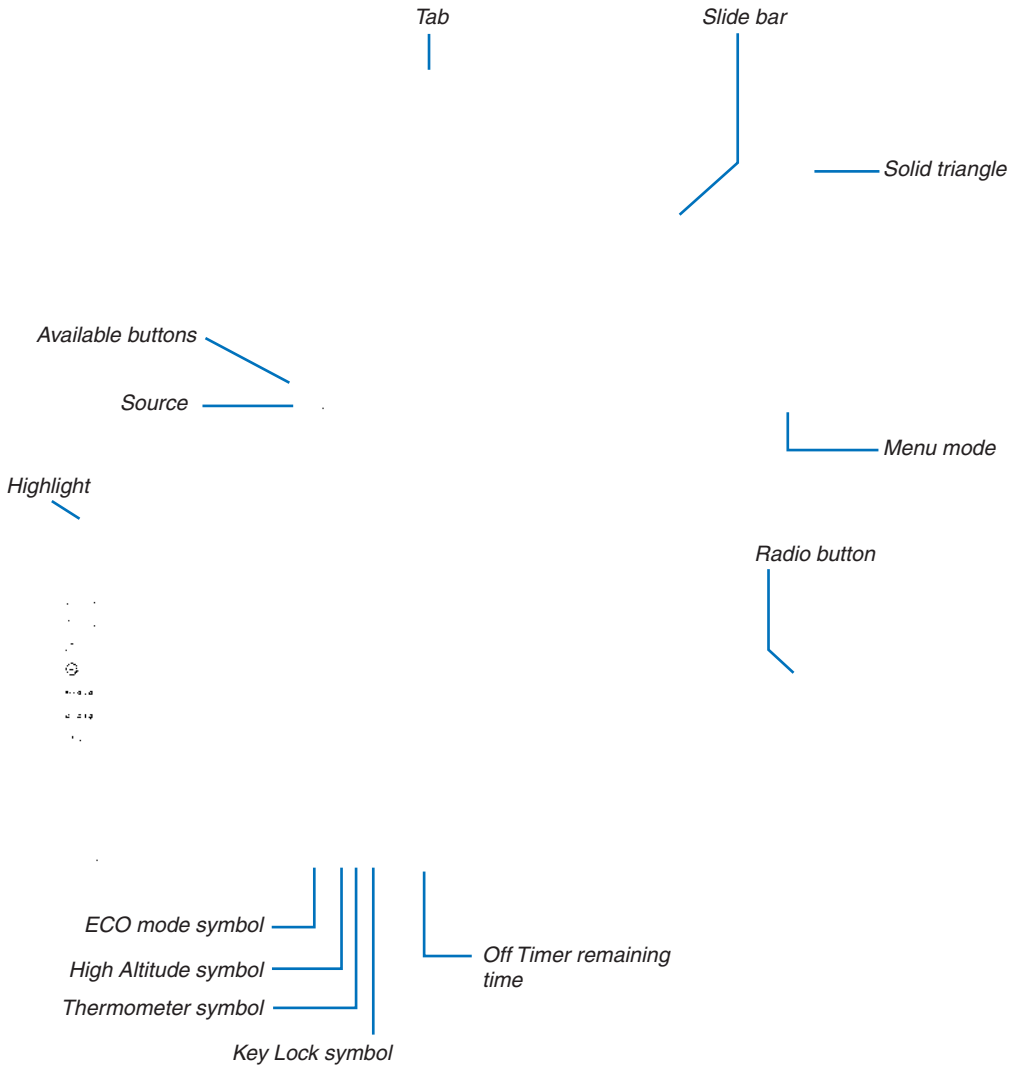 Tab
Slide bar
Solid triangle
Available buttons
Source
Menu mode
Highlight
Radio button
ECO mode symbol
High Altitude symbol
Thermometer symbol
Key Lock symbol
Off Timer remaining
time